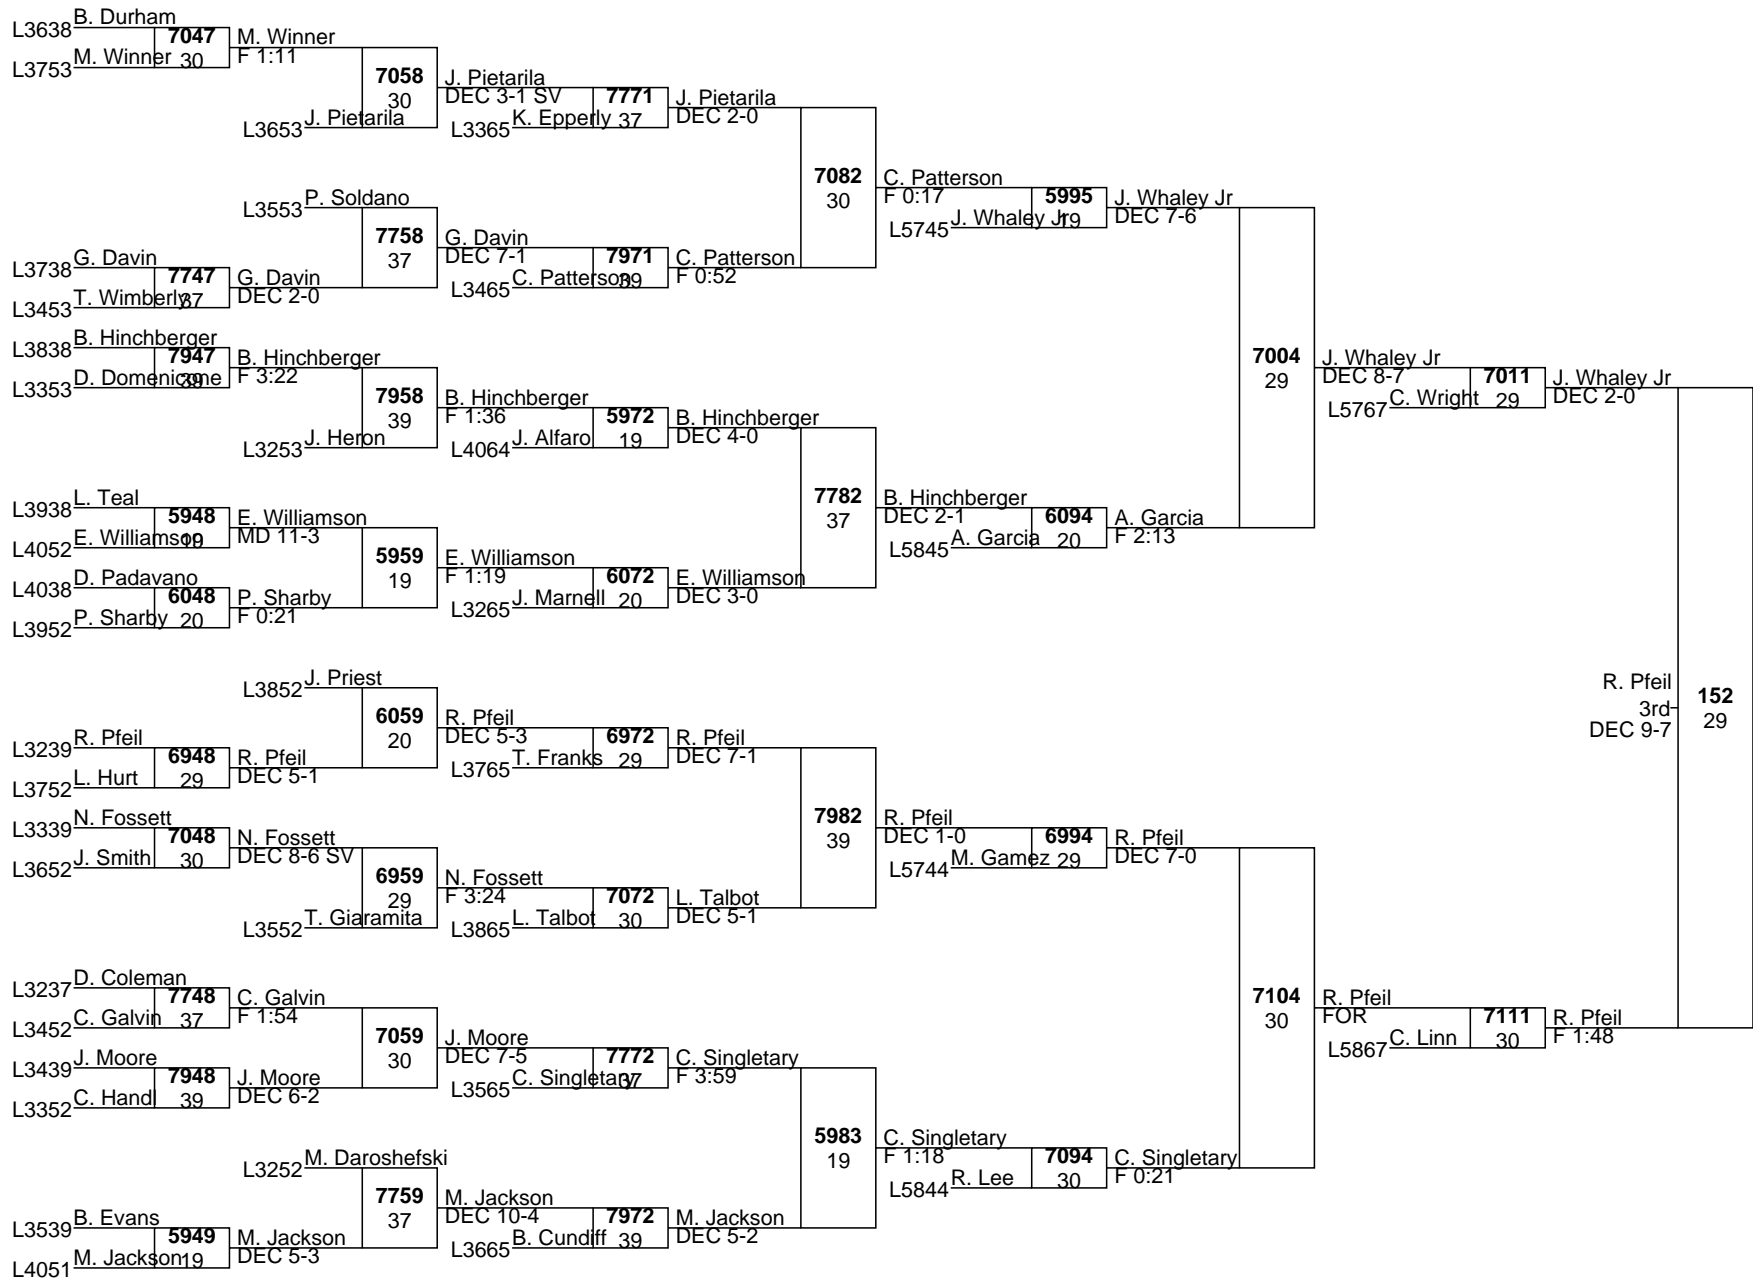 B. Durham
L3638
7047
M. Winner
M. Winner
30
F 1:11
L3753
7058
J. Pietarila
30
DEC 3-1 SV
7771
J. Pietarila
L3653
J. Pietarila
L3365
K. Epperly
37
DEC 2-0
7082
C. Patterson
30
F 0:17
5995
J. Whaley Jr
L5745
J. Whaley Jr
19
DEC 7-6
P. Soldano
L3553
7758
G. Davin
37
DEC 7-1
7971
C. Patterson
L3465
C. Patterson
39
F 0:52
G. Davin
L3738
7747
G. Davin
T. Wimberly
37
DEC 2-0
L3453
B. Hinchberger
L3838
7947
B. Hinchberger
D. Domenicone
39
F 3:22
L3353
7958
B. Hinchberger
39
F 1:36
5972
B. Hinchberger
L3253
J. Heron
L4064
J. Alfaro
19
DEC 4-0
7004
J. Whaley Jr
29
DEC 8-7
7011
J. Whaley Jr
L5767
C. Wright
29
DEC 2-0
L. Teal
L3938
5948
E. Williamson
E. Williamson
19
MD 11-3
L4052
7782
B. Hinchberger
37
DEC 2-1
6094
A. Garcia
L5845
A. Garcia
20
F 2:13
5959
E. Williamson
19
F 1:19
6072
E. Williamson
L3265
J. Marnell
20
DEC 3-0
D. Padavano
L4038
6048
P. Sharby
P. Sharby
20
F 0:21
L3952
J. Priest
L3852
6059
R. Pfeil
20
DEC 5-3
6972
R. Pfeil
L3765
T. Franks
29
DEC 7-1
R. Pfeil
3rd
DEC 9-7
152
29
R. Pfeil
L3239
6948
R. Pfeil
L. Hurt
29
DEC 5-1
L3752
N. Fossett
L3339
7048
N. Fossett
J. Smith
30
DEC 8-6 SV
L3652
7982
R. Pfeil
39
DEC 1-0
6994
R. Pfeil
L5744
M. Gamez
29
DEC 7-0
6959
N. Fossett
29
F 3:24
7072
L. Talbot
L3552
T. Giaramita
L3865
L. Talbot
30
DEC 5-1
D. Coleman
L3237
7748
C. Galvin
C. Galvin
37
F 1:54
L3452
7059
J. Moore
30
DEC 7-5
7772
C. Singletary
L3565
C. Singletary
37
F 3:59
7104
R. Pfeil
30
FOR
7111
R. Pfeil
L5867
C. Linn
30
F 1:48
J. Moore
L3439
7948
J. Moore
C. Handl
39
DEC 6-2
L3352
5983
C. Singletary
19
F 1:18
7094
C. Singletary
L5844
R. Lee
30
F 0:21
M. Daroshefski
L3252
7759
M. Jackson
37
DEC 10-4
7972
M. Jackson
L3665
B. Cundiff
39
DEC 5-2
B. Evans
L3539
5949
M. Jackson
M. Jackson
19
DEC 5-3
L4051